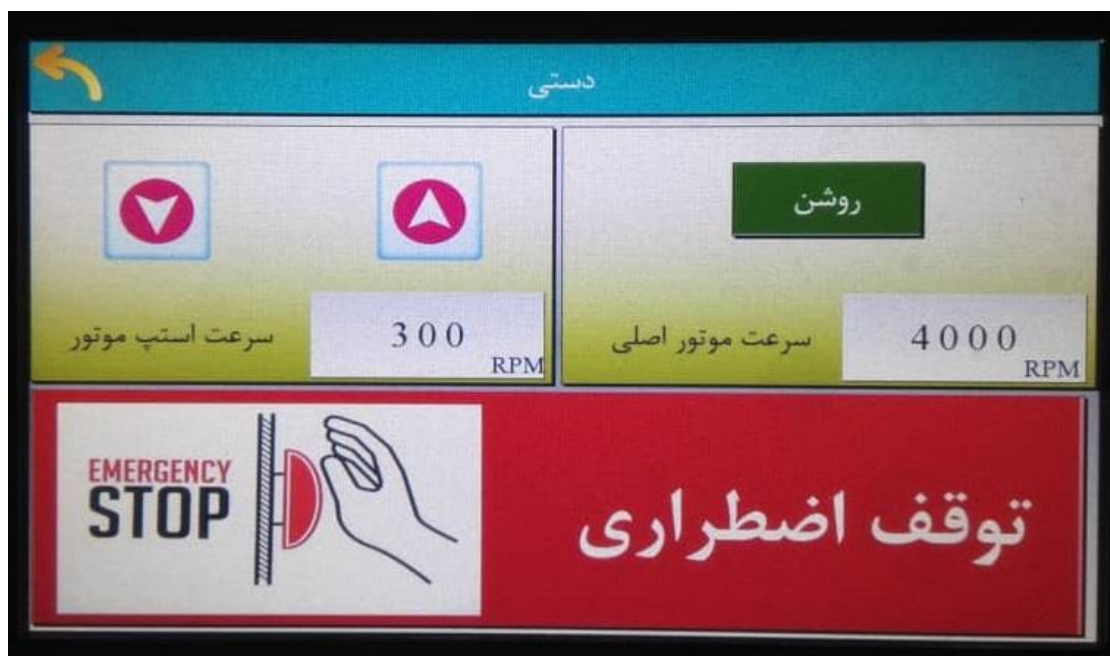 دستی
روشن
سرعت موتور اصلی
4000
RPM
سرعت استپ موتور
300
RPM
توقف اضطراری
EMERGENCY
STOP